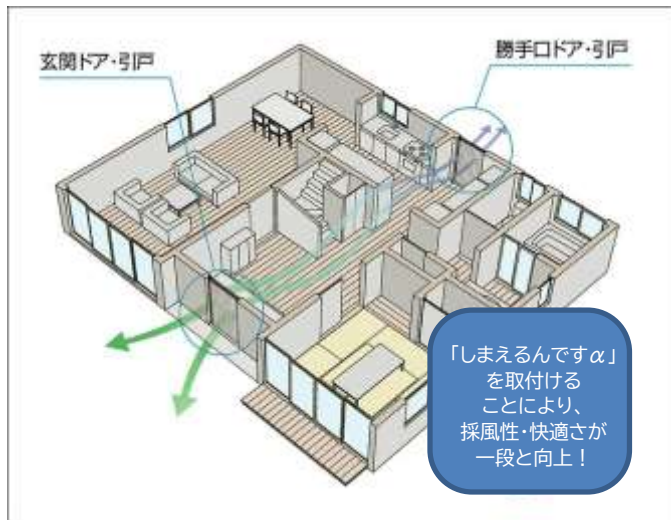 玄関ドア・引戸
勝手口ドア・引戸
「しまえるんですα」
を取付ける
ことにより、
採風性・快適さが
一段と向上！